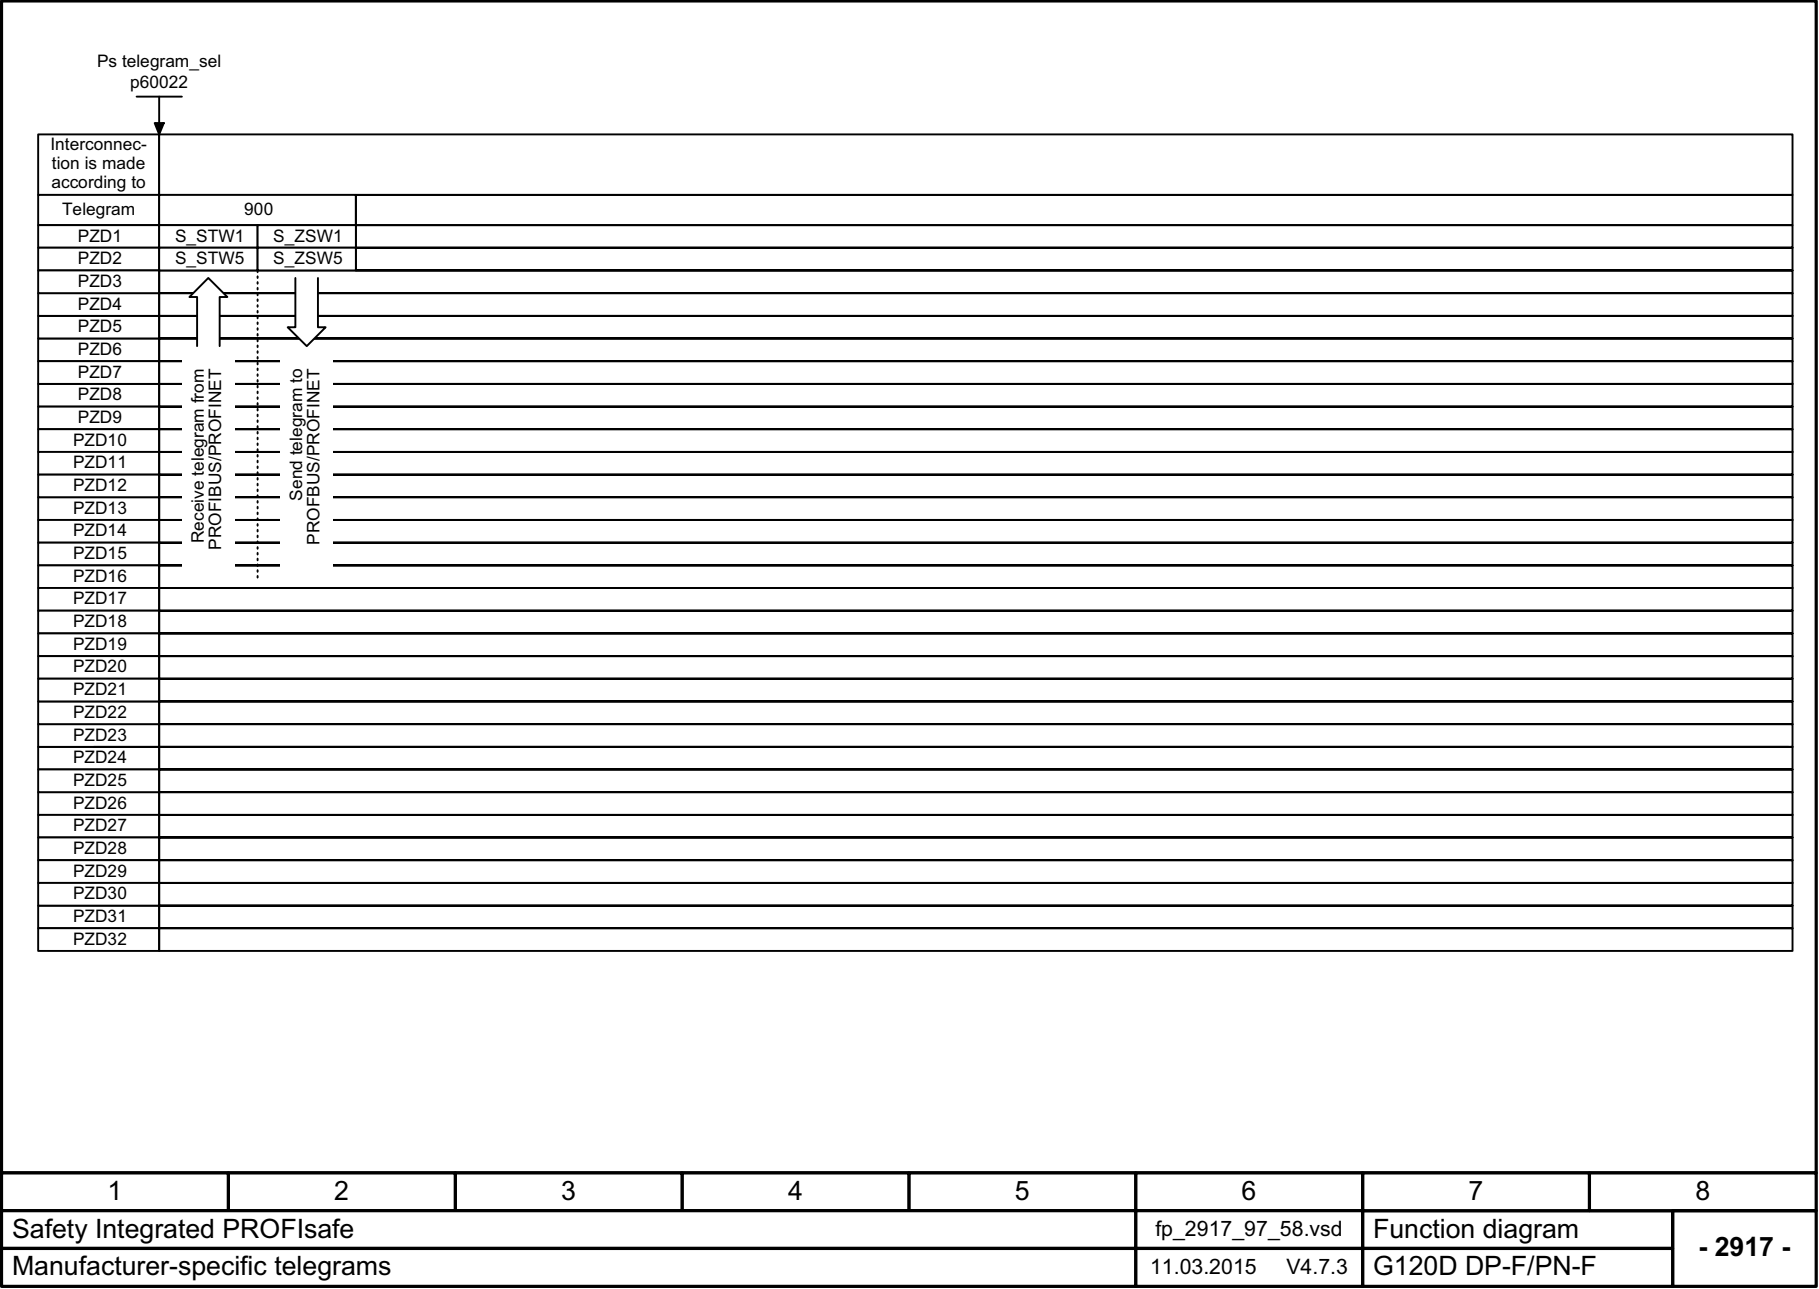 Ps telegram_sel
p60022
Interconnec-
tion is made
according to
Telegram 900
PZD1 S_STW1 S_ZSW1
PZD2 S_STW5 S_ZSW5
PZD3
PZD4
PZD5
PZD6
PZD7
PZD8
PZD9
PZD10
PZD11
PZD12
PZD13
PZD14
PZD15
PZD16
PZD17
PZD18
PZD19
PZD20
PZD21
PZD22
PZD23
PZD24
PZD25
PZD26
PZD27
PZD28
PZD29
PZD30
PZD31
PZD32
Receive telegram from
PROFIBUS/PROFINET
Send telegram to
PROFBUS/PROFINET
1 2 3 4 5 6 7 8
Safety Integrated PROFIsafe fp_2917_97_58.vsd Function diagram
- 2917 -
Manufacturer-specific telegrams 11.03.2015 V4.7.3 G120D DP-F/PN-F